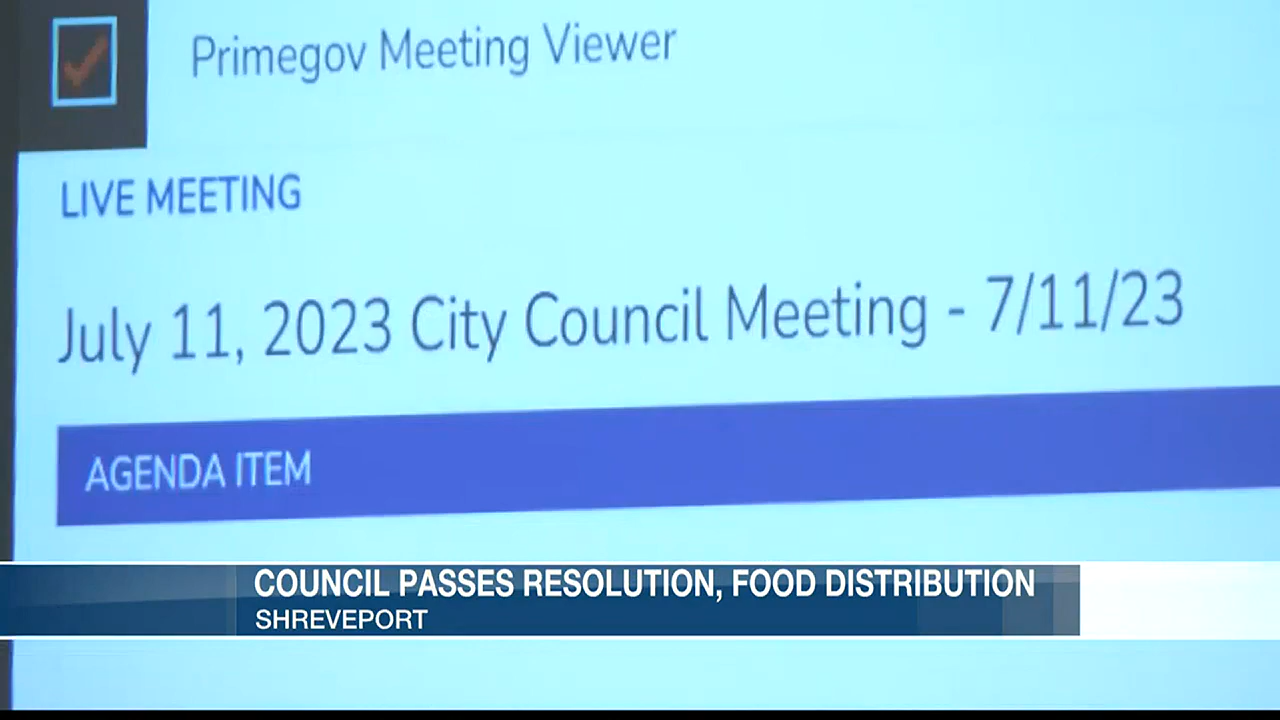 Primegov Meeting Viewer
LIVE MEETING
July 11, 2023 City Council Meeting - 7/11/23
AGENDA ITEM
COUNCIL PASSES RESOLUTION, FOOD DISTRIBUTION
SHREVEPORT